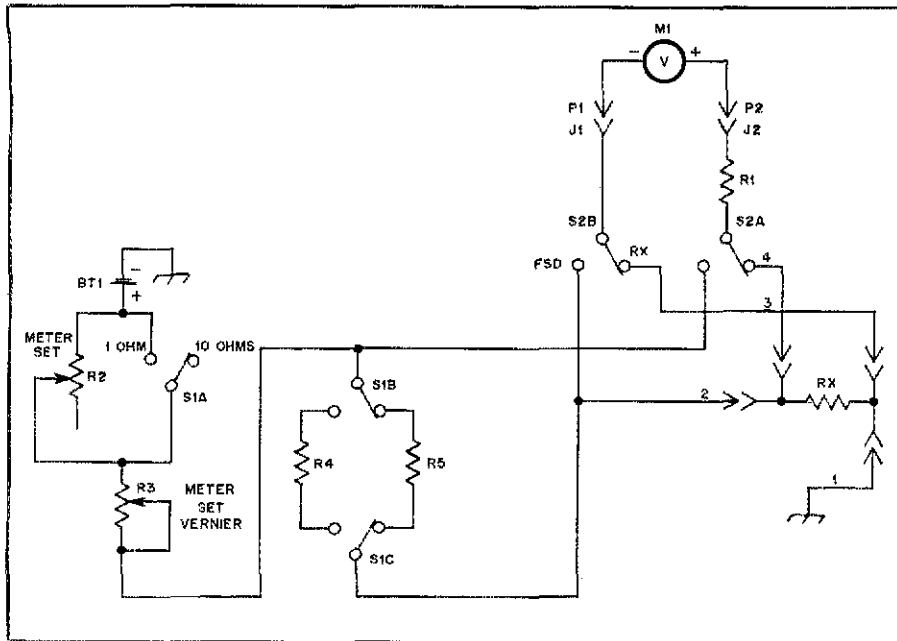 M1
- V +
P1 P2
J1 J2
R1
S2B S2A
RX
FSD 4
-
BT1
+
3
METER
SET
1 OHM 10 OHMS
R2
S1A
S1B
2 RX
R4 R5
R3
METER
SET
VERNIER
1
S1C